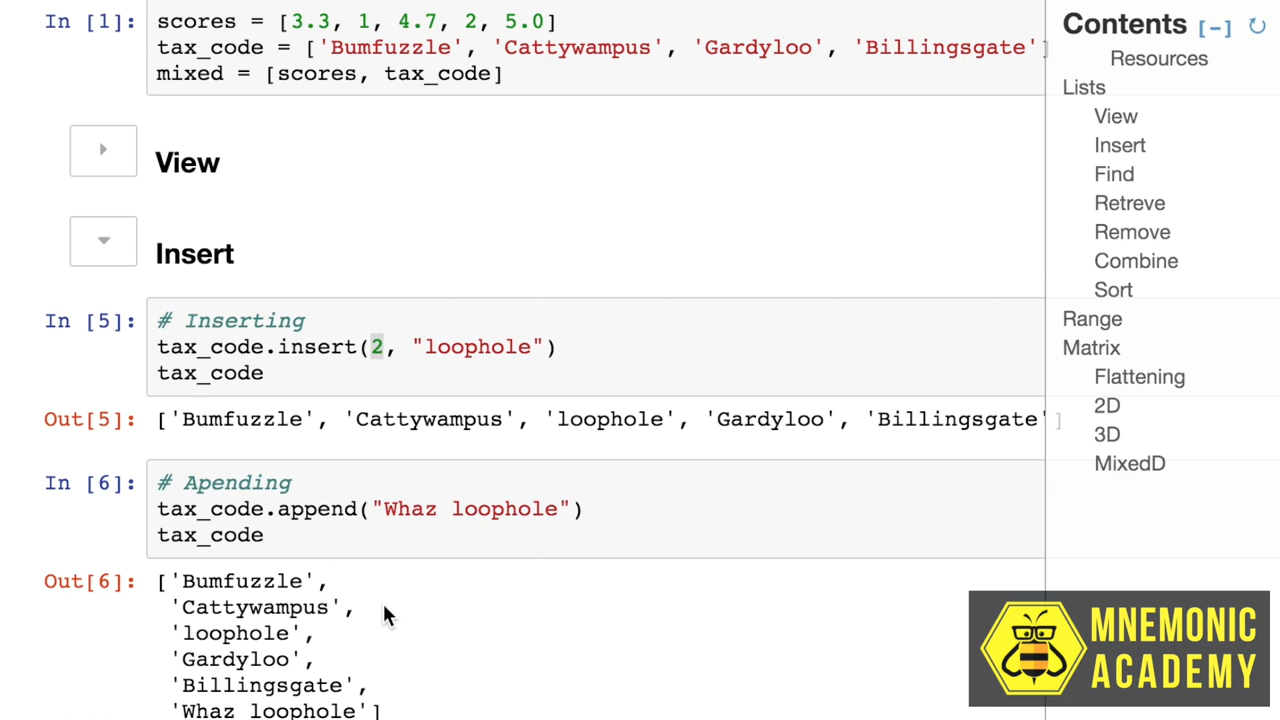 In [1]: scores = [3.3, 1, 4.7, 2, 5.0]
tax_code = ['Bumfuzzle', 'Cattywampus', 'Gardyloo', 'Billingsgate']
mixed = [scores, tax_code]
View
Insert
In [5]: # Inserting
tax_code.insert(2, "loophole")
tax_code
Out[5]: ['Bumfuzzle', 'Cattywampus', 'loophole', 'Gardyloo', 'Billingsgate']
In [6]: # Apending
tax_code.append("Whaz loophole")
tax_code
Out[6]: ['Bumfuzzle',
'Cattywampus',
'loophole',
'Gardyloo',
'Billingsgate',
'Whaz loophole']
Contents [-]
Resources
Lists
View
Insert
Find
Retreve
Remove
Combine
Sort
Range
Matrix
Flattening
2D
3D
MixedD
MNEMONIC
ACADEMY